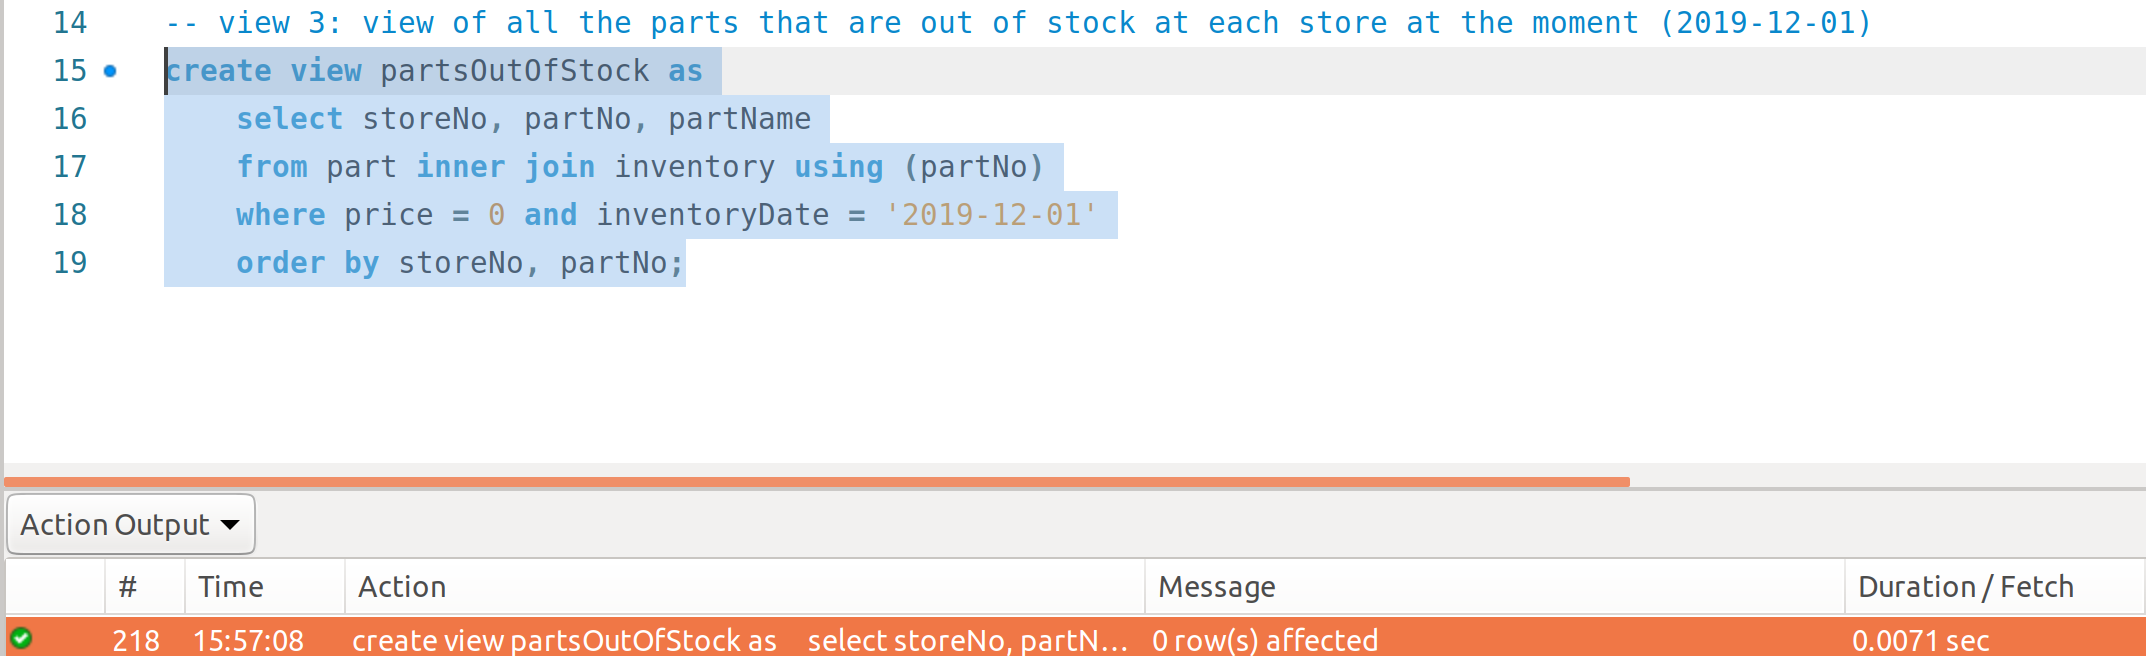 14 -- view 3: view of all the parts that are out of stock at each store at the moment (2019-12-01)
15 create view partsOutOfStock as
16 select storeNo, partNo, partName
17 from part inner join inventory using (partNo)
18 where price = 0 and inventoryDate = '2019-12-01'
19 order by storeNo, partNo;
Action Output
# Time Action Message Duration / Fetch
218 15:57:08 create view partsOutOfStock as select storeNo, partN... 0 row(s) affected 0.0071 sec